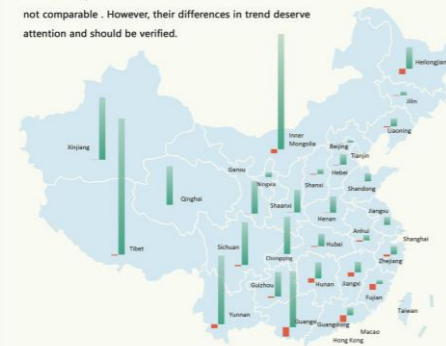 not comparable . However, their differences in trend deserve
attention and should be verified.
Heilongjiang
Jilin
Liaoning
Inner
Mongolia
Beijing
Tianjin
Xinjiang
Gansu
Hebei
Ningxia
Shanxi
Shandong
Qinghai
Shaanxi
Henan
Jiangsu
Anhui
Shanghai
Tibet
Sichuan
Chongqing
Hubei
Zhejiang
Guizhou
Hunan
Jiangxi
Fujian
Yunnan
Guangxi
Guangdong
Taiwan
Macao
Hong Kong